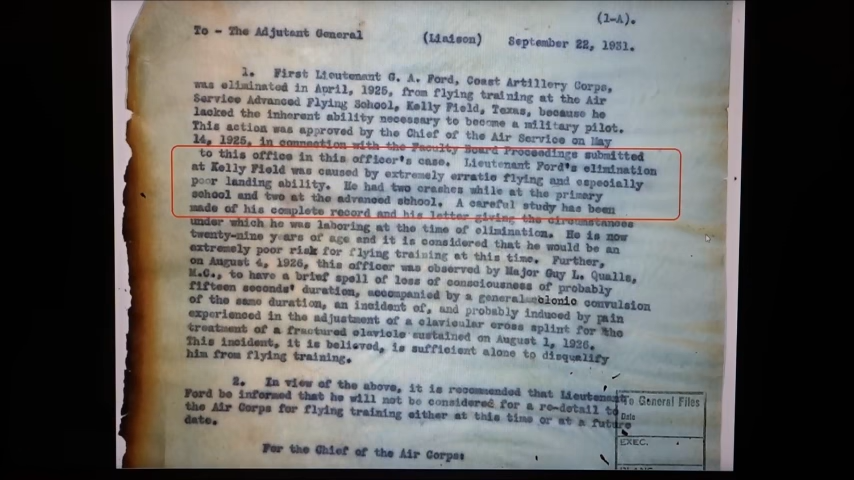 (1-A).
To - The Adjutant General (Liaison) September 22, 1931.
1. First Lieutenant G. A. Ford, Coast Artillery Corps,
was eliminated in April, 1925, from flying training at the Air
Service Advanced Flying School, Kelly Field, Texas, because he
lacked the inherent ability necessary to become a military pilot.
This action was approved by the Chief of the Air Service on May
14, 1925, in connection with the Faculty Board Proceedings submitted
to this office in this officer's case. Lieutenant Ford's elimination
at Kelly Field was caused by extremely erratic flying and especially
poor landing ability. He had two crashes while at the primary
school and two at the advanced school. A careful study has been
made of his complete record and his letter giving the circumstances
under which he was laboring at the time of elimination. He is now
twenty-nine years of age and it is considered that he would be an
extremely poor risk for flying training at this time. Further,
on August 4, 1926, this officer was observed by Major Guy L. Qualls,
M.C., to have a brief spell of loss of consciousness of probably
fifteen seconds' duration, accompanied by a general clonic convulsion
of the same duration, an incident of, and probably induced by pain
experienced in the adjustment of a clavicular cross splint for the
treatment of a fractured clavicle sustained on August 1, 1926.
This incident, it is believed, is sufficient alone to disqualify
him from flying training.
2. In view of the above, it is recommended that Lieutenant
Ford be informed that he will not be considered for a re-detail to
the Air Corps for flying training either at this time or at a future
date.
For the Chief of the Air Corps:
To General Files
Date
EXEC.